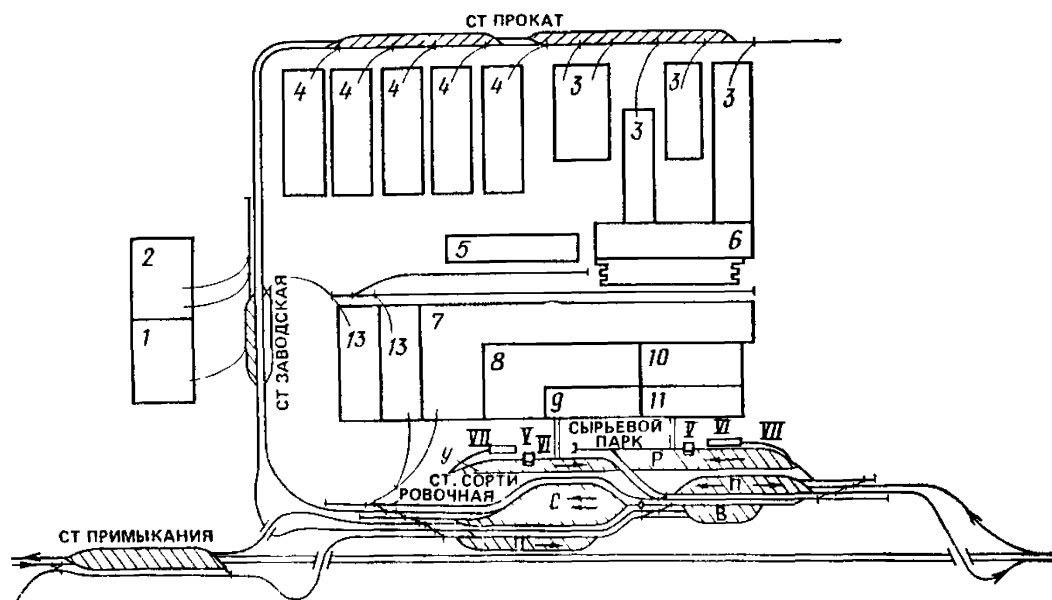 СТ ПРОКАТ
4 4 4 4 4 3 3 3 3
2
5
6
1
СТ ЗАВОДСКАЯ
13 13 7
8
10
9
11
СЫРЬЕВОЙ
ПАРК
VII V VI
V VI VII
У
Р
СТ. СОРТИ
РОВОЧНАЯ
С
П
В
СТ ПРИМЫКАНИЯ